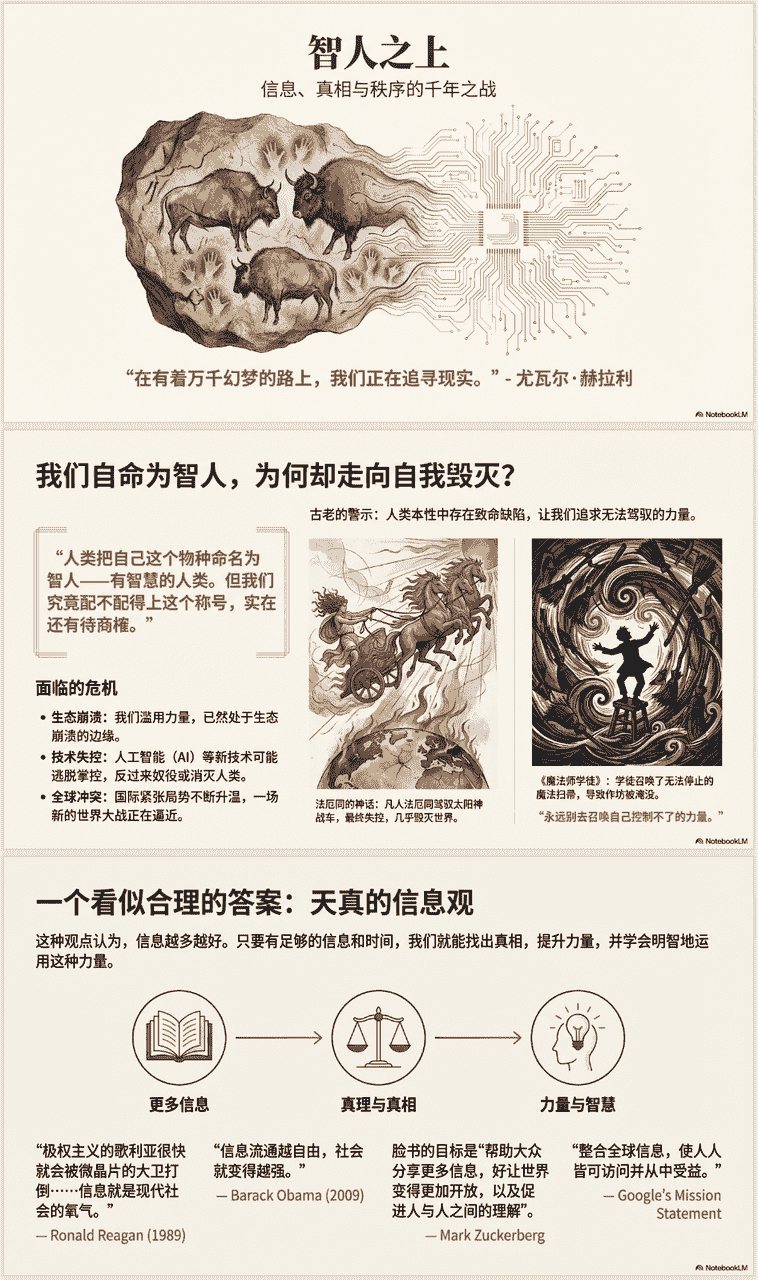 智人之上
信息、真相与秩序的千年之战
“在有着万千幻梦的路上，我们正在追寻现实。” - 尤瓦尔·赫拉利
NotebookLM
我们自命为智人，为何却走向自我毁灭？
古老的警示：人类本性中存在致命缺陷，让我们追求无法驾驭的力量。
“人类把自己这个物种命名为
智人——有智慧的人类。但我们
究竟配不配得上这个称号，实在
还有待商榷。”
面临的危机
• 生态崩溃：我们滥用力量，已然处于生态
崩溃的边缘。
• 技术失控：人工智能（AI）等新技术可能
逃脱掌控，反过来奴役或消灭人类。
• 全球冲突：国际紧张局势不断升温，一场
新的世界大战正在逼近。
法厄同的神话：凡人法厄同驾驭太阳神
战车，最终失控，几乎毁灭世界。
《魔法师学徒》：学徒召唤了无法停止的
魔法扫帚，导致作坊被淹没。
“永远别去召唤自己控制不了的力量。”
NotebookLM
一个看似合理的答案：天真的信息观
这种观点认为，信息越多越好。只要有足够的信息和时间，我们就能找出真相，提升力量，并学会明智地运
用这种力量。
更多信息
真理与真相
力量与智慧
“极权主义的歌利亚很快
就会被微晶片的大卫打
倒……信息就是现代社
会的氧气。”
— Ronald Reagan (1989)
“信息流通越自由，社会
就变得越强。”
— Barack Obama (2009)
脸书的目标是“帮助大众
分享更多信息，好让世界
变得更加开放，以及促
进人与人之间的理解”。
— Mark Zuckerberg
“整合全球信息，使人人
皆可访问并从中受益。”
— Google's Mission
Statement
NotebookLM